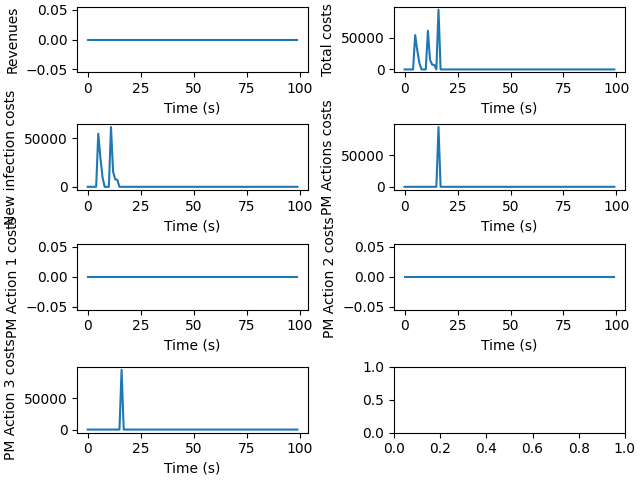 Revenues
0.05
0.00
−0.05
0 25 50 75 100
Time (s)
Total costs
50000
0
0 25 50 75 100
Time (s)
New infection costs
50000
0
0 25 50 75 100
Time (s)
PM Actions costs
50000
0
0 25 50 75 100
Time (s)
PM Action 1 costs
0.05
0.00
−0.05
0 25 50 75 100
Time (s)
PM Action 2 costs
0.05
0.00
−0.05
0 25 50 75 100
Time (s)
PM Action 3 costs
50000
0
0 25 50 75 100
Time (s)
1.0
0.5
0.0
0.0 0.2 0.4 0.6 0.8 1.0